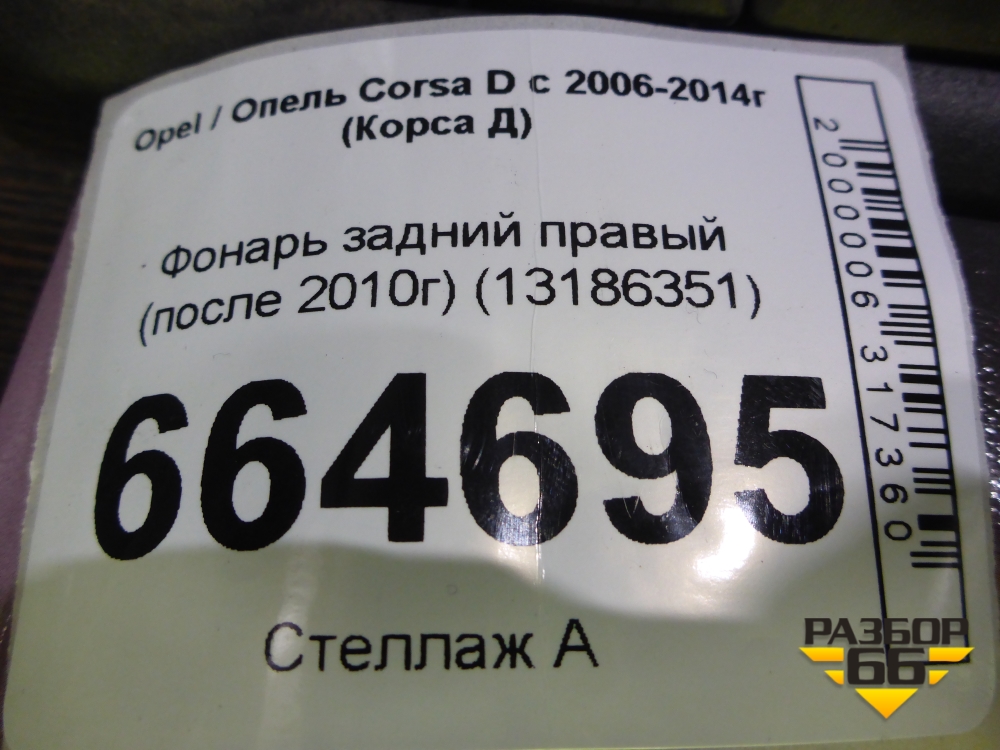 Opel / Опель Corsa D с 2006-2014г
(Корса Д)
Фонарь задний правый
(после 2010г) (13186351)
664695
Стеллаж А
2000006317360
РАЗБОР
66